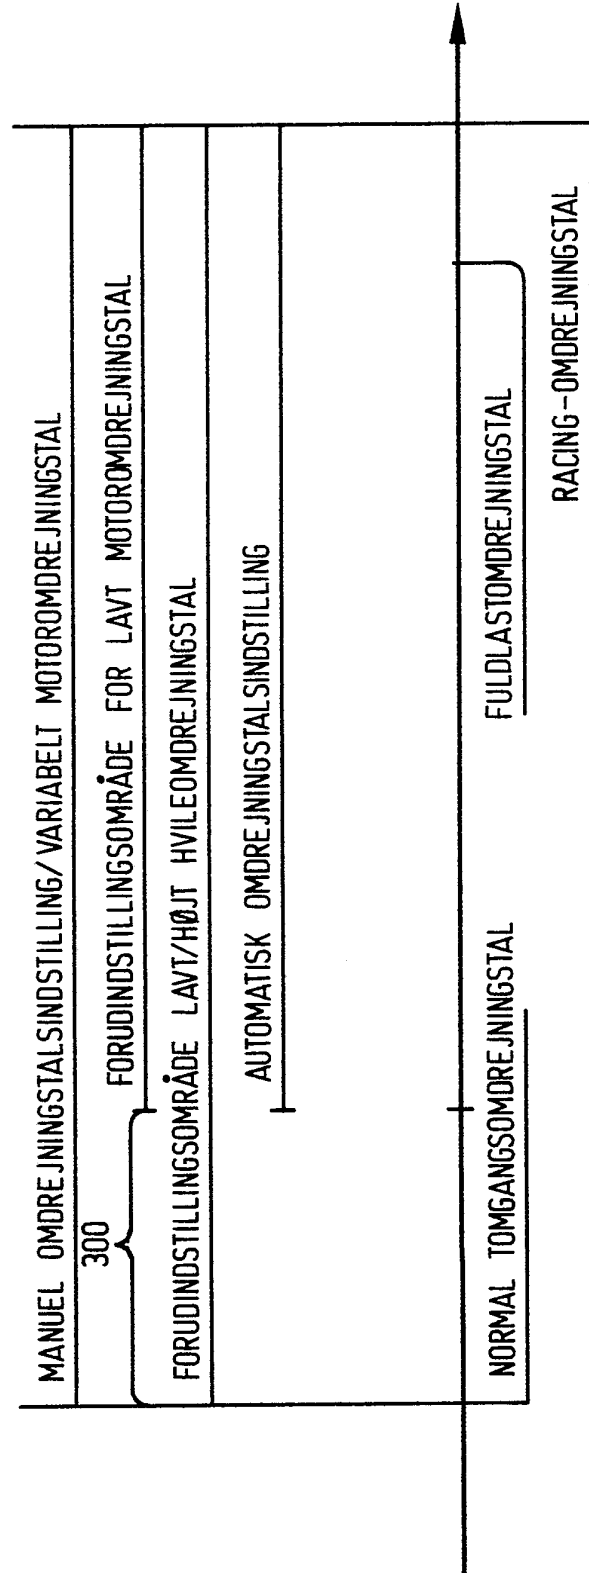 MANUEL OMDREJNINGSTALSINDSTILLING/VARIABELT MOTOROMDREJNINGSTAL
300
FORUDINDSTILLINGSOMRÅDE FOR LAVT MOTOROMDREJNINGSTAL
FORUDINDSTILLINGSOMRÅDE LAVT/HØJT HVILEOMDREJNINGSTAL
AUTOMATISK OMDREJNINGSTALSINDSTILLING
NORMAL TOMGANGSOMDREJNINGSTAL
FULDLASTOMDREJNINGSTAL
RACING-OMDREJNINGSTAL